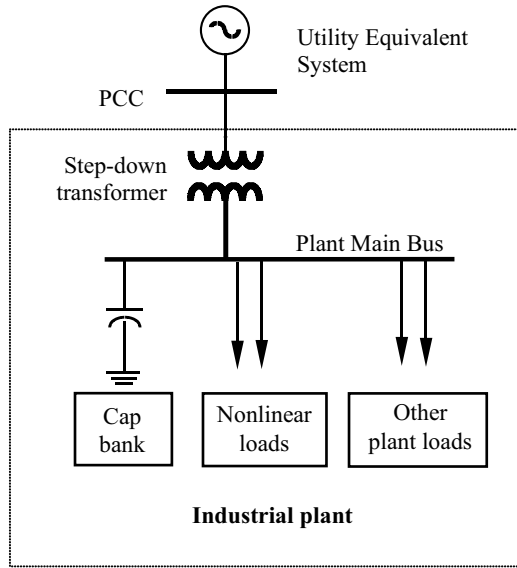 Utility Equivalent
System
PCC
Step-down
transformer
Plant Main Bus
Cap
bank
Nonlinear
loads
Other
plant loads
Industrial plant